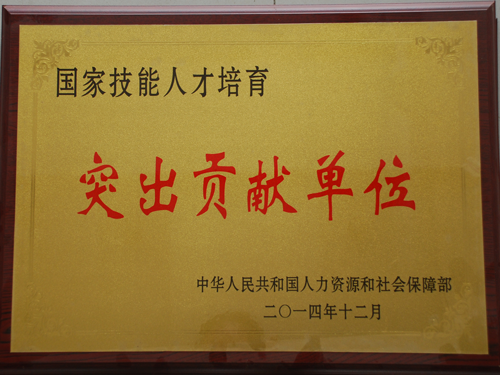 国家技能人才培育
突出贡献单位
中华人民共和国人力资源和社会保障部
二〇一四年十二月